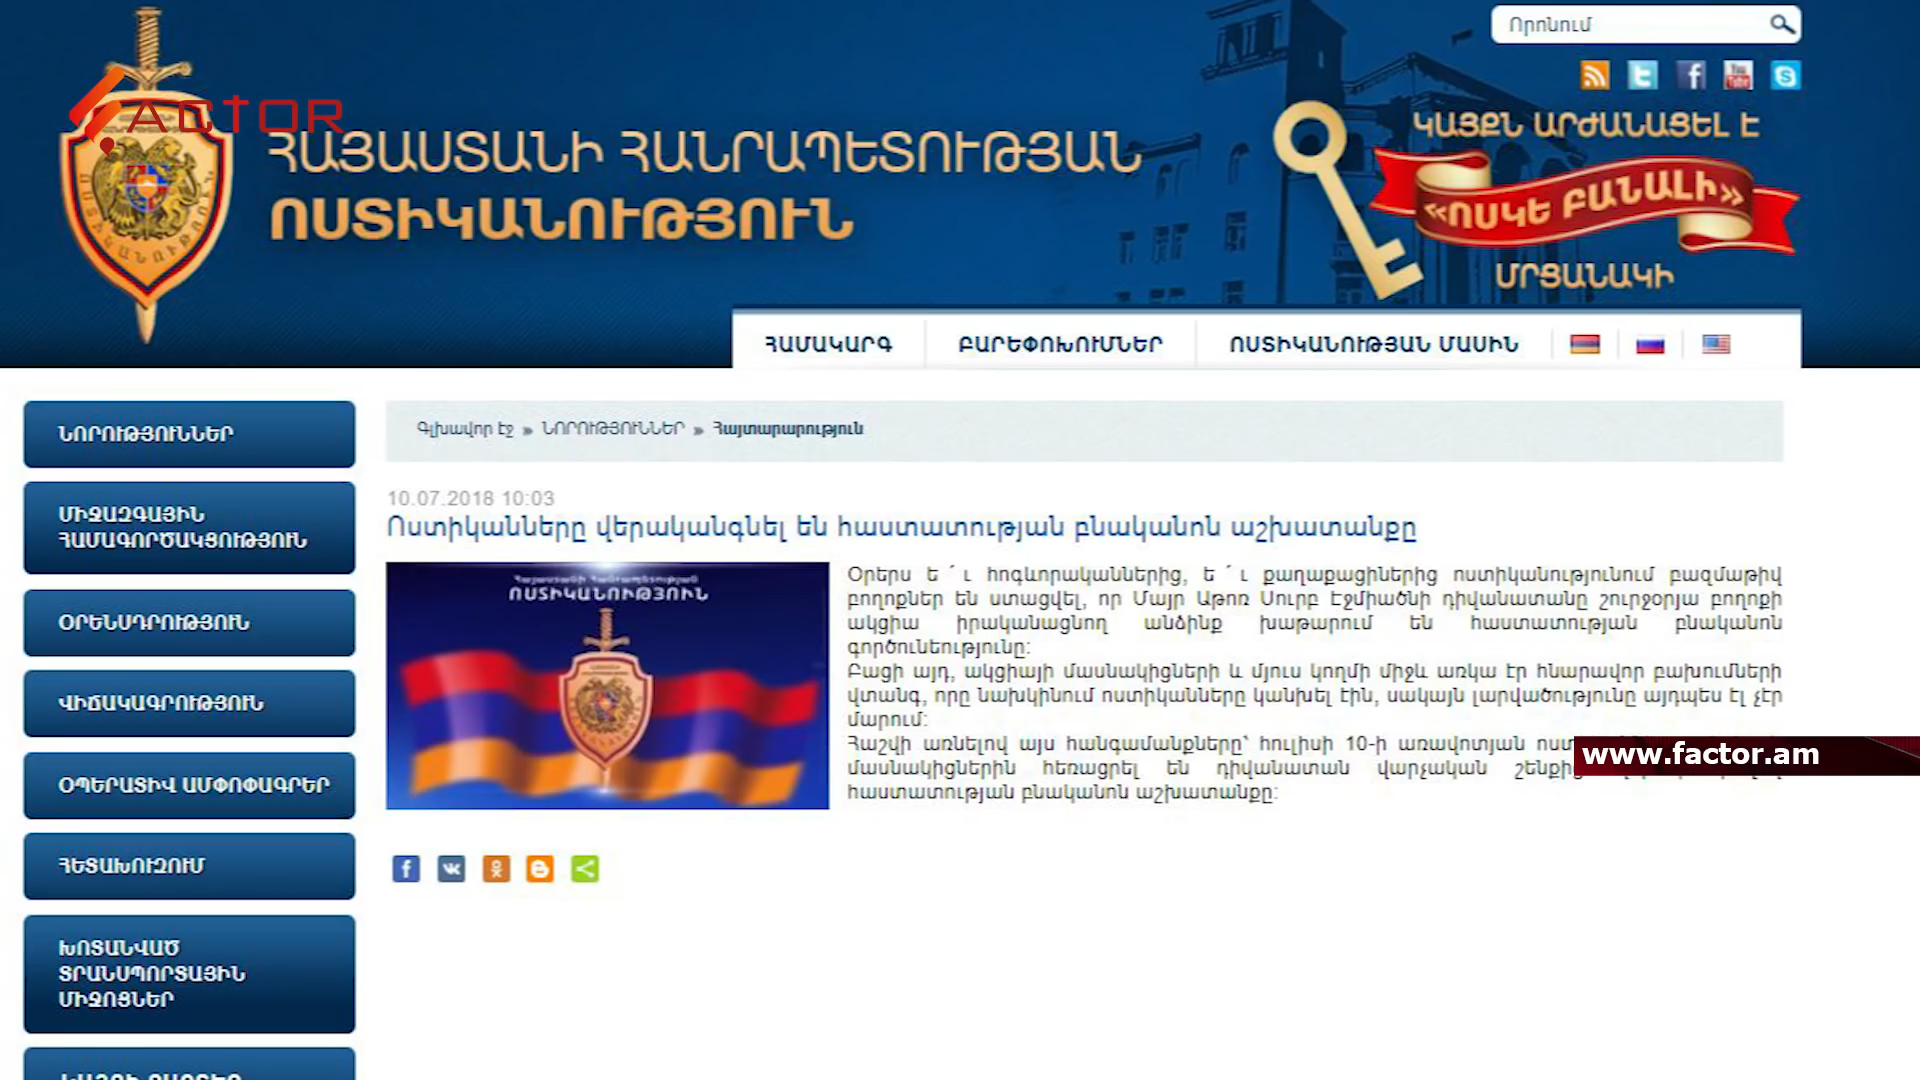 Որոնում
FACTOR
ՀԱՅԱՍՏԱՆԻ ՀԱՆՐԱՊԵՏՈՒԹՅԱՆ
ՈՍՏԻԿԱՆՈՒԹՅՈՒՆ
ԿԱՅՔՆ ԱՐԺԱՆԱՑԵԼ Է
«ՈՍԿԵ ԲԱՆԱԼԻ»
ՄՐՑԱՆԱԿԻ
ՀԱՄԱԿԱՐԳ
ԲԱՐԵՓՈԽՈՒՄՆԵՐ
ՈՍՏԻԿԱՆՈՒԹՅԱՆ ՄԱՍԻՆ
ՆՈՐՈՒԹՅՈՒՆՆԵՐ
ՄԻՋԱԶԳԱՅԻՆ
ՀԱՄԱԳՈՐԾԱԿՑՈՒԹՅՈՒՆ
ՕՐԵՆՍԴՐՈՒԹՅՈՒՆ
ՎԻՃԱԿԱԳՐՈՒԹՅՈՒՆ
ՕՊԵՐԱՏԻՎ ԱՄՓՈՓԱԳՐԵՐ
ՀԵՏԱԽՈՒԶՈՒՄ
ԽՈՏԱՆՎԱԾ
ՏՐԱՆՍՊՈՐՏԱՅԻՆ
ՄԻՋՈՑՆԵՐ
Գլխավոր էջ » ՆՈՐՈՒԹՅՈՒՆՆԵՐ » Հայտարարություն
10.07.2018 10:03
Ոստիկանները վերականգնել են հաստատության բնականոն աշխատանքը
Հայաստանի Հանրապետության
ՈՍՏԻԿԱՆՈՒԹՅՈՒՆ
Օրերս ե՛ւ հոգևորականներից, ե՛ւ քաղաքացիներից ոստիկանությունում բազմաթիվ
բողոքներ են ստացվել, որ Մայր Աթոռ Սուրբ Էջմիածնի դիվանատանը շուրջօրյա բողոքի
ակցիա իրականացնող անձինք խաթարում են հաստատության բնականոն
գործունեությունը:
Բացի այդ, ակցիայի մասնակիցների և մյուս կողմի միջև առկա էր հնարավոր բախումների
վտանգ, որը նախկինում ոստիկանները կանխել էին, սակայն լարվածությունը այդպես էլ չէր
մարում:
Հաշվի առնելով այս հանգամանքները՝ հուլիսի 10-ի առավոտյան
մասնակիցներին հեռացրել են դիվանատան վարչական
հաստատության բնականոն աշխատանքը:
www.factor.am